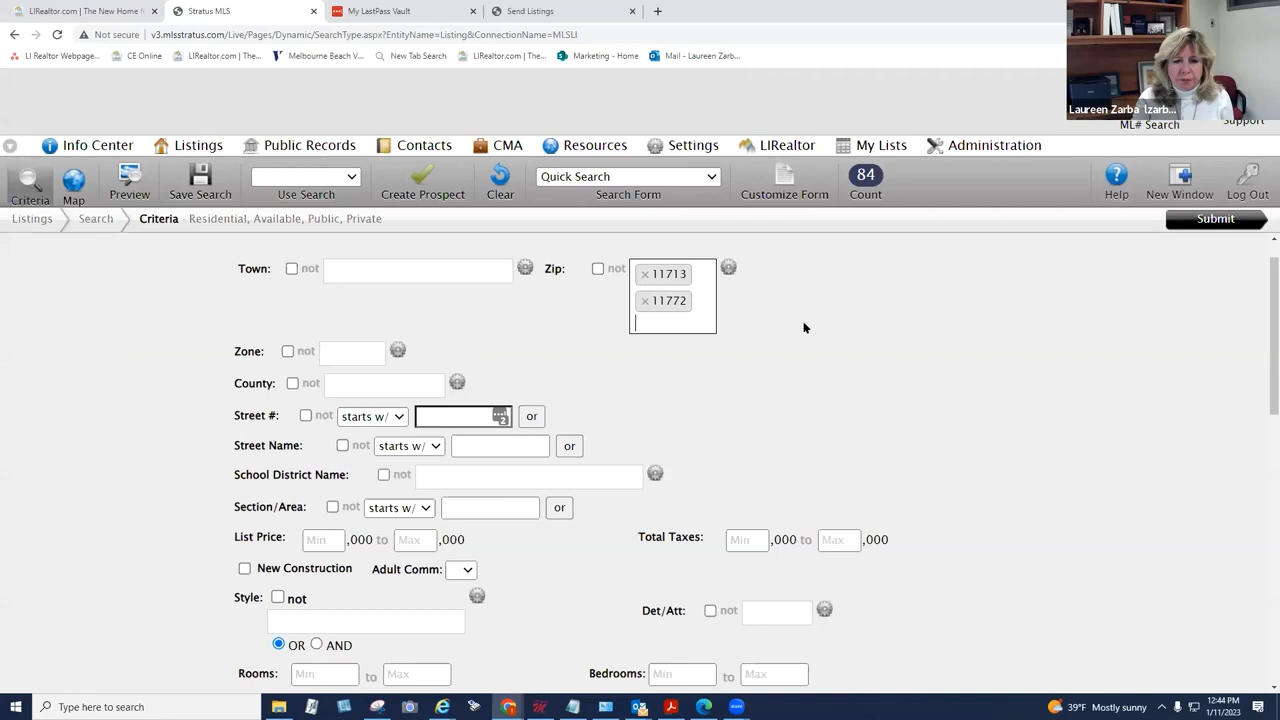 LIRealtor.com | The New Home f
Stratus MLS
My LastPass Vault
Send Listings
Not secure | v3.mlsstratus.com/Live/Pages/Dynamic/SearchType.aspx?EntityNa
ConnectionName=MLSLI
LI Realtor Webpage...
CE Online
LIRealtor.com | The...
Melbourne Beach V...
New Tab Search
LIRealtor.com | The...
Marketing - Home
Mail - Laureen Zarb...
Laureen Zarba lzarb...
ML# Search
Support
Info Center
Listings
Public Records
Contacts
CMA
Resources
Settings
LIRealtor
My Lists
Administration
Criteria
Map
Preview
Save Search
Use Search
Create Prospect
Clear
Quick Search
Search Form
Customize Form
84
Count
Help
New Window
Log Out
Listings
Search
Criteria
Residential, Available, Public, Private
Submit
Town: not
Zip: not
× 11713
× 11772
Zone: not
County: not
Street #: not starts w/ or
Street Name: not starts w/ or
School District Name: not
Section/Area: not starts w/ or
List Price: Min ,000 to Max ,000
Total Taxes: Min ,000 to Max ,000
New Construction Adult Comm:
Style: not
Det/Att: not
OR AND
Rooms: Min to Max
Bedrooms: Min to Max
Type here to search
39°F Mostly sunny
12:44 PM
1/11/2023